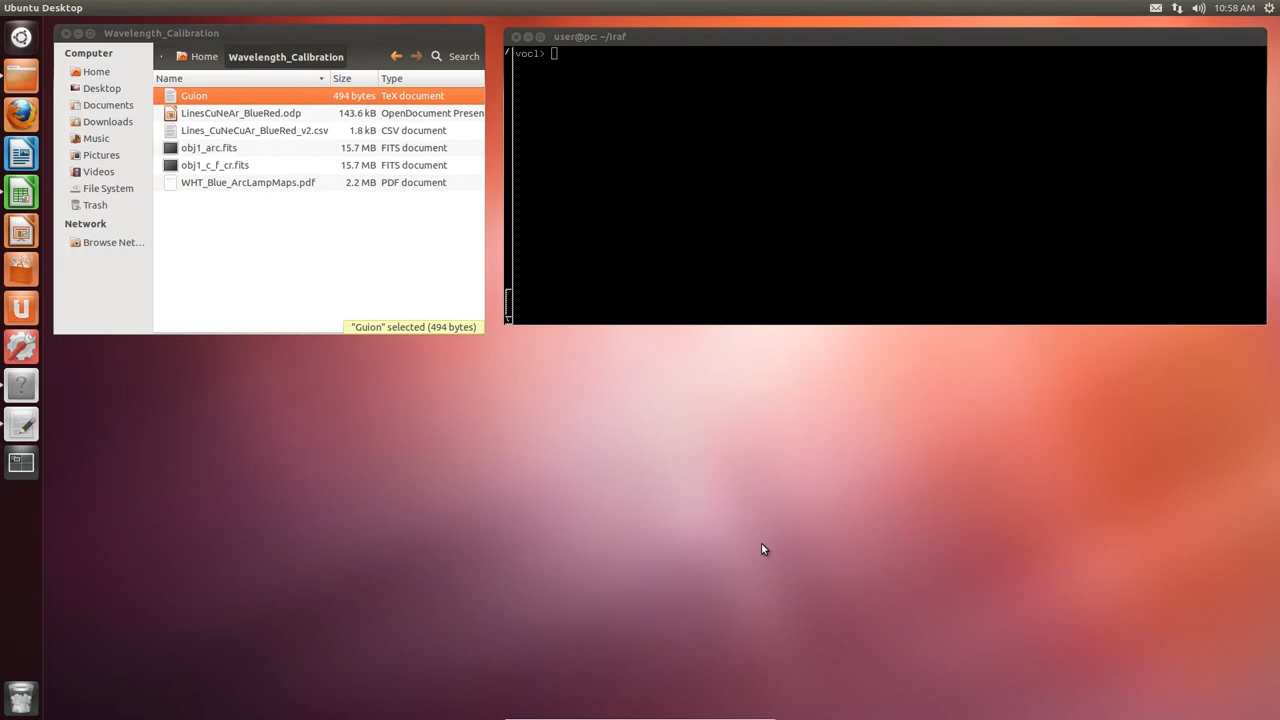 Ubuntu Desktop
10:58 AM
Wavelength_Calibration
Computer
Home
Desktop
Documents
Downloads
Music
Pictures
Videos
File System
Trash
Network
Browse Net...
Home
Wavelength_Calibration
Search
Name Size Type
Guion 494 bytes TeX document
LinesCuNeAr_BlueRed.odp 143.6 kB OpenDocument Presen
Lines_CuNeCuAr_BlueRed_v2.csv 1.8 kB CSV document
obj1_arc.fits 15.7 MB FITS document
obj1_c_f_cr.fits 15.7 MB FITS document
WHT_Blue_ArcLampMaps.pdf 2.2 MB PDF document
"Guion" selected (494 bytes)
user@pc: ~/Iraf
vocl>